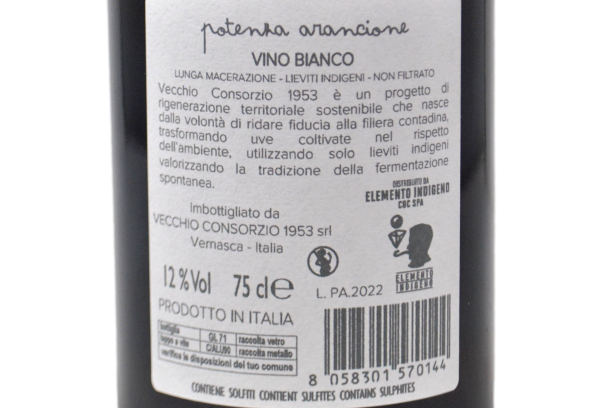 potenza arancione
VINO BIANCO
LUNGA MACERAZIONE - LIEVITI INDIGENI - NON FILTRATO
Vecchio Consorzio 1953 è un progetto di
rigenerazione territoriale sostenibile che nasce
dalla volontà di ridare fiducia alla filiera contadina,
trasformando uve coltivate nel rispetto
dell'ambiente, utilizzando solo lieviti indigeni
valorizzando la tradizione della fermentazione
spontanea.
DISTRIBUITO DA
ELEMENTO INDIGENO
CDC SPA
Imbottigliato da
VECCHIO CONSORZIO 1953 srl
Vernasca - Italia
ELEMENTO
INDIGENO
12 %Vol 75 cl e
L. PA.2022
PRODOTTO IN ITALIA
bottiglia GL 71 raccolta vetro
tappo a vite C/ALU90 raccolta metallo
verifica le disposizioni del tuo comune
8 058301 570144
CONTIENE SOLFITI CONTIENT SULFITES CONTAINS SULPHITES